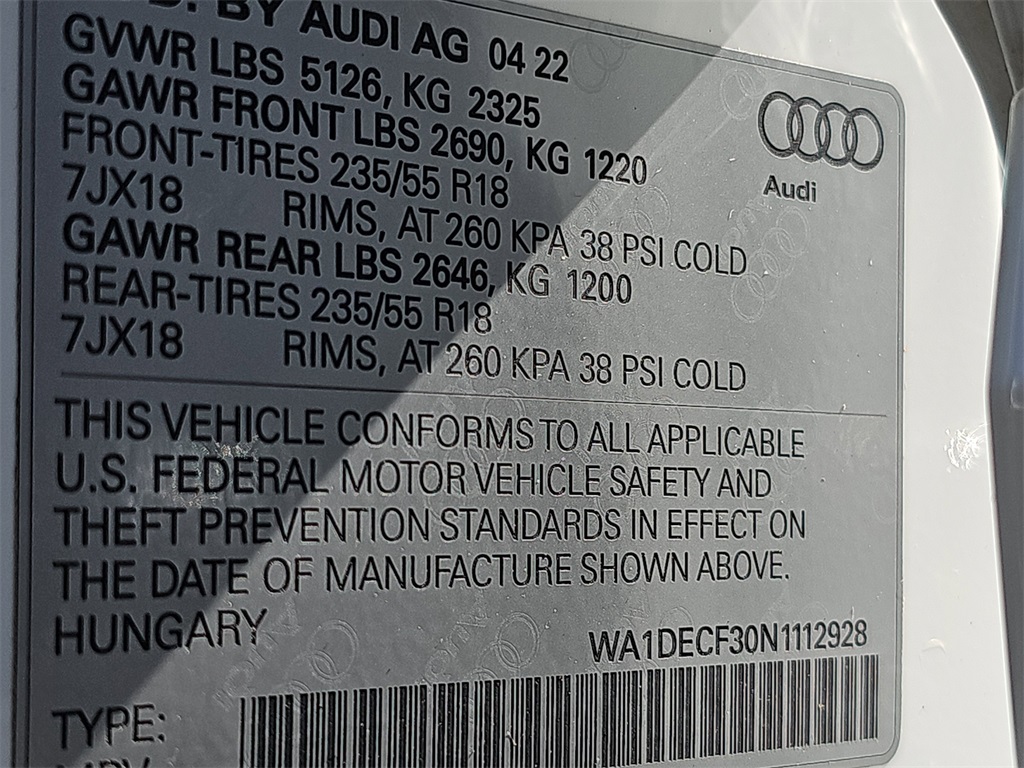 BY AUDI AG 04 22
GVWR LBS 5126, KG 2325
GAWR FRONT LBS 2690, KG 1220
FRONT-TIRES 235/55 R18
7JX18 RIMS, AT 260 KPA 38 PSI COLD
GAWR REAR LBS 2646, KG 1200
REAR-TIRES 235/55 R18
7JX18 RIMS, AT 260 KPA 38 PSI COLD
Audi
THIS VEHICLE CONFORMS TO ALL APPLICABLE
U.S. FEDERAL MOTOR VEHICLE SAFETY AND
THEFT PREVENTION STANDARDS IN EFFECT ON
THE DATE OF MANUFACTURE SHOWN ABOVE.
HUNGARY
WA1DECF30N1112928
TYPE: